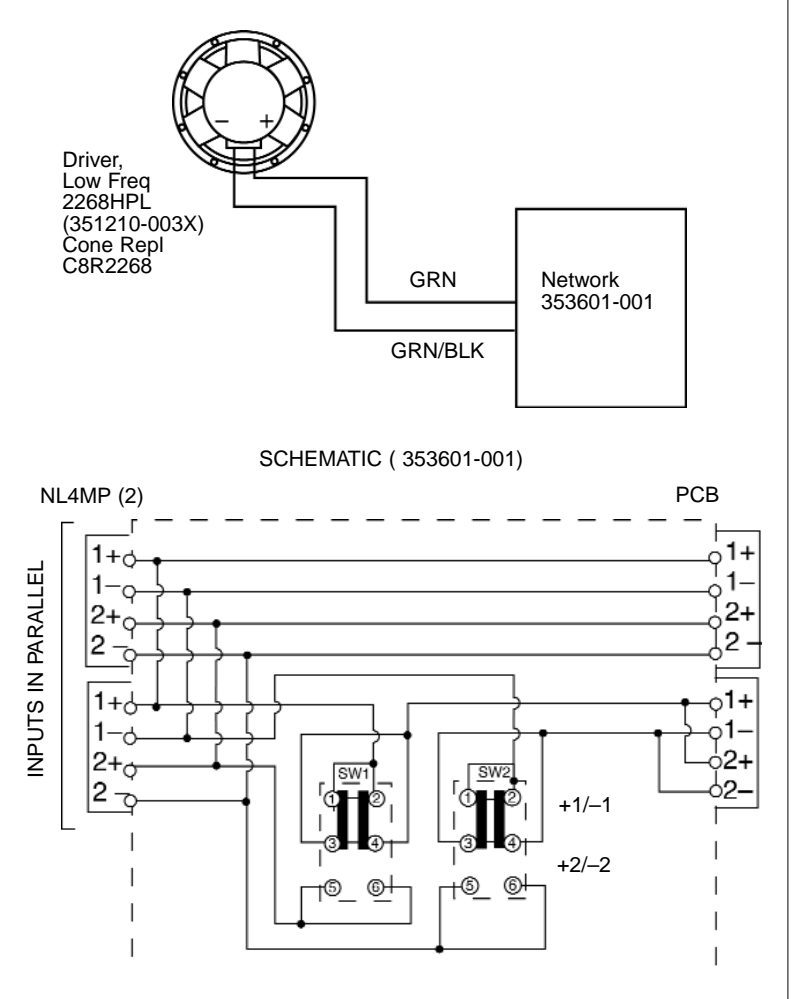 − +
Driver,
Low Freq
2268HPL
(351210-003X)
Cone Repl
C8R2268
GRN
GRN/BLK
Network
353601-001
SCHEMATIC ( 353601-001)
NL4MP (2)
PCB
INPUTS IN PARALLEL
1+
1−
2+
2 −
1+
1−
2+
2 −
1+
1−
2+
2 −
1+
1−
2+
2−
SW1
1 2
3 4
5 6
SW2
1 2
3 4
5 6
+1/−1
+2/−2